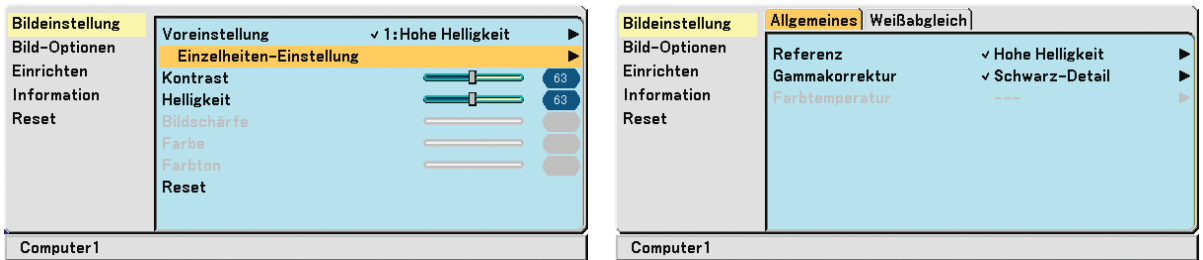 Bildeinstellung
Bild-Optionen
Einrichten
Information
Reset
Voreinstellung ✓ 1:Hohe Helligkeit ▶
Einzelheiten-Einstellung ▶
Kontrast 63
Helligkeit 63
Bildschärfe
Farbe
Farbton
Reset
Computer1
Bildeinstellung
Bild-Optionen
Einrichten
Information
Reset
Allgemeines Weißabgleich
Referenz ✓ Hohe Helligkeit ▶
Gammakorrektur ✓ Schwarz-Detail ▶
Farbtemperatur --- ▶
Computer1